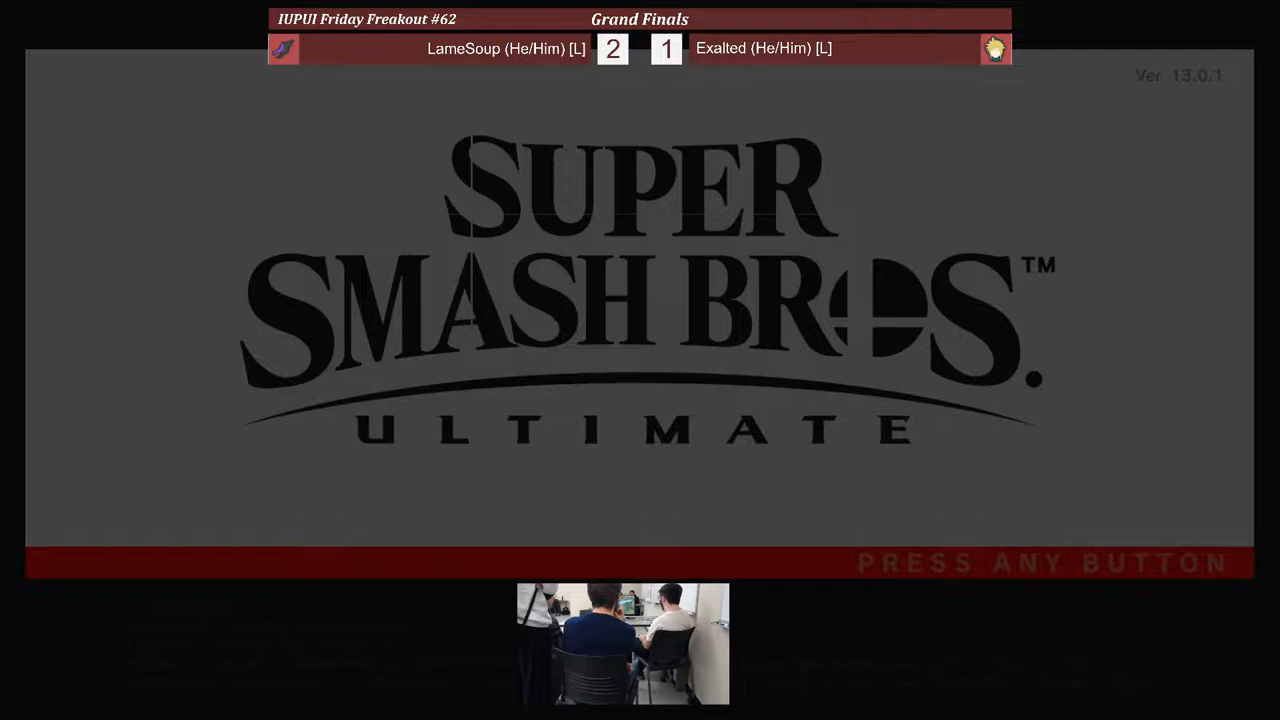 IUPUI Friday Freakout #62
Grand Finals
LameSoup (He/Him) [L]
2
1
Exalted (He/Him) [L]
Ver. 13.0.1
SUPER
SMASH BROS.™
ULTIMATE
PRESS ANY BUTTON